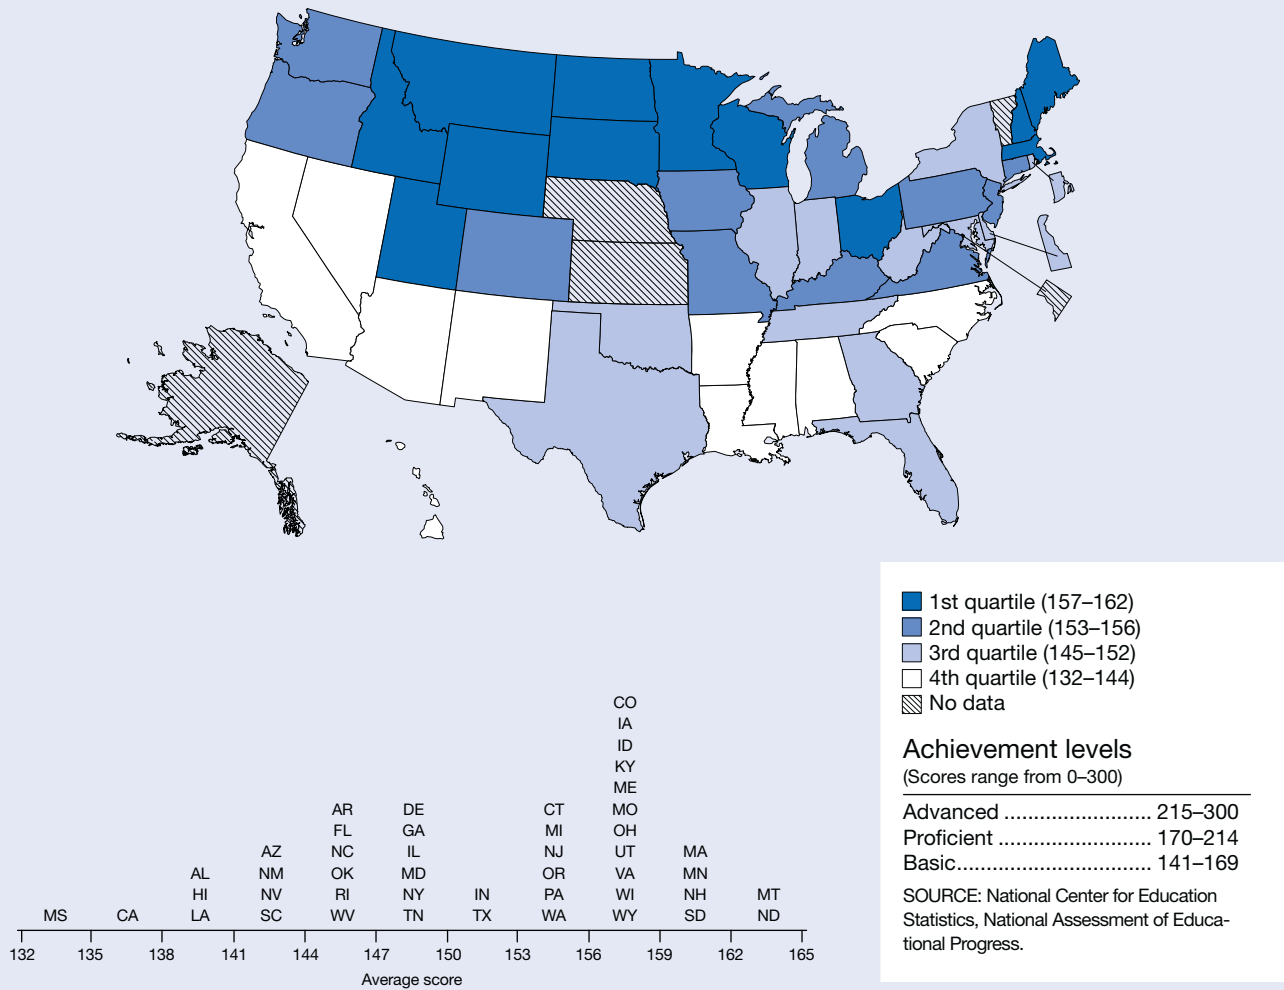 1st quartile (157–162)
2nd quartile (153–156)
3rd quartile (145–152)
4th quartile (132–144)
No data
Achievement levels
(Scores range from 0–300)
Advanced ........................... 215–300
Proficient ............................ 170–214
Basic................................... 141–169
SOURCE: National Center for Education
Statistics, National Assessment of Educa-
tional Progress.
CO
IA
ID
KY
ME
AR DE CT MO
FL GA MI OH
AZ NC IL NJ UT MA
AL NM OK MD OR VA MN
HI NV RI NY IN PA WI NH MT
MS CA LA SC WV TN TX WA WY SD ND
132 135 138 141 144 147 150 153 156 159 162 165
Average score